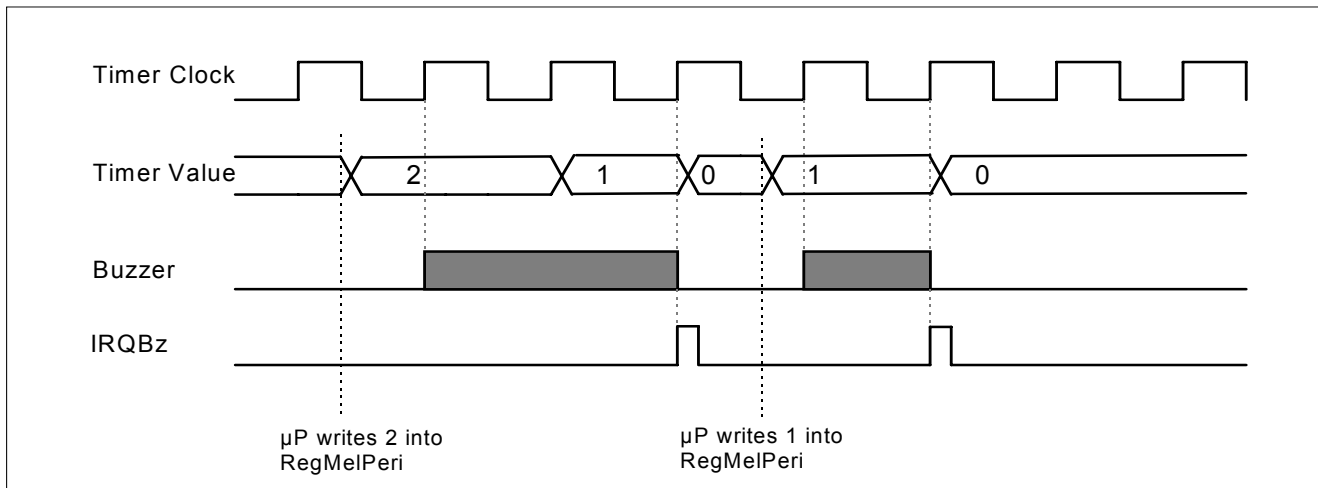 Timer Clock
Timer Value
2
1
0
1
0
Buzzer
IRQBz
µP writes 2 into
RegMelPeri
µP writes 1 into
RegMelPeri